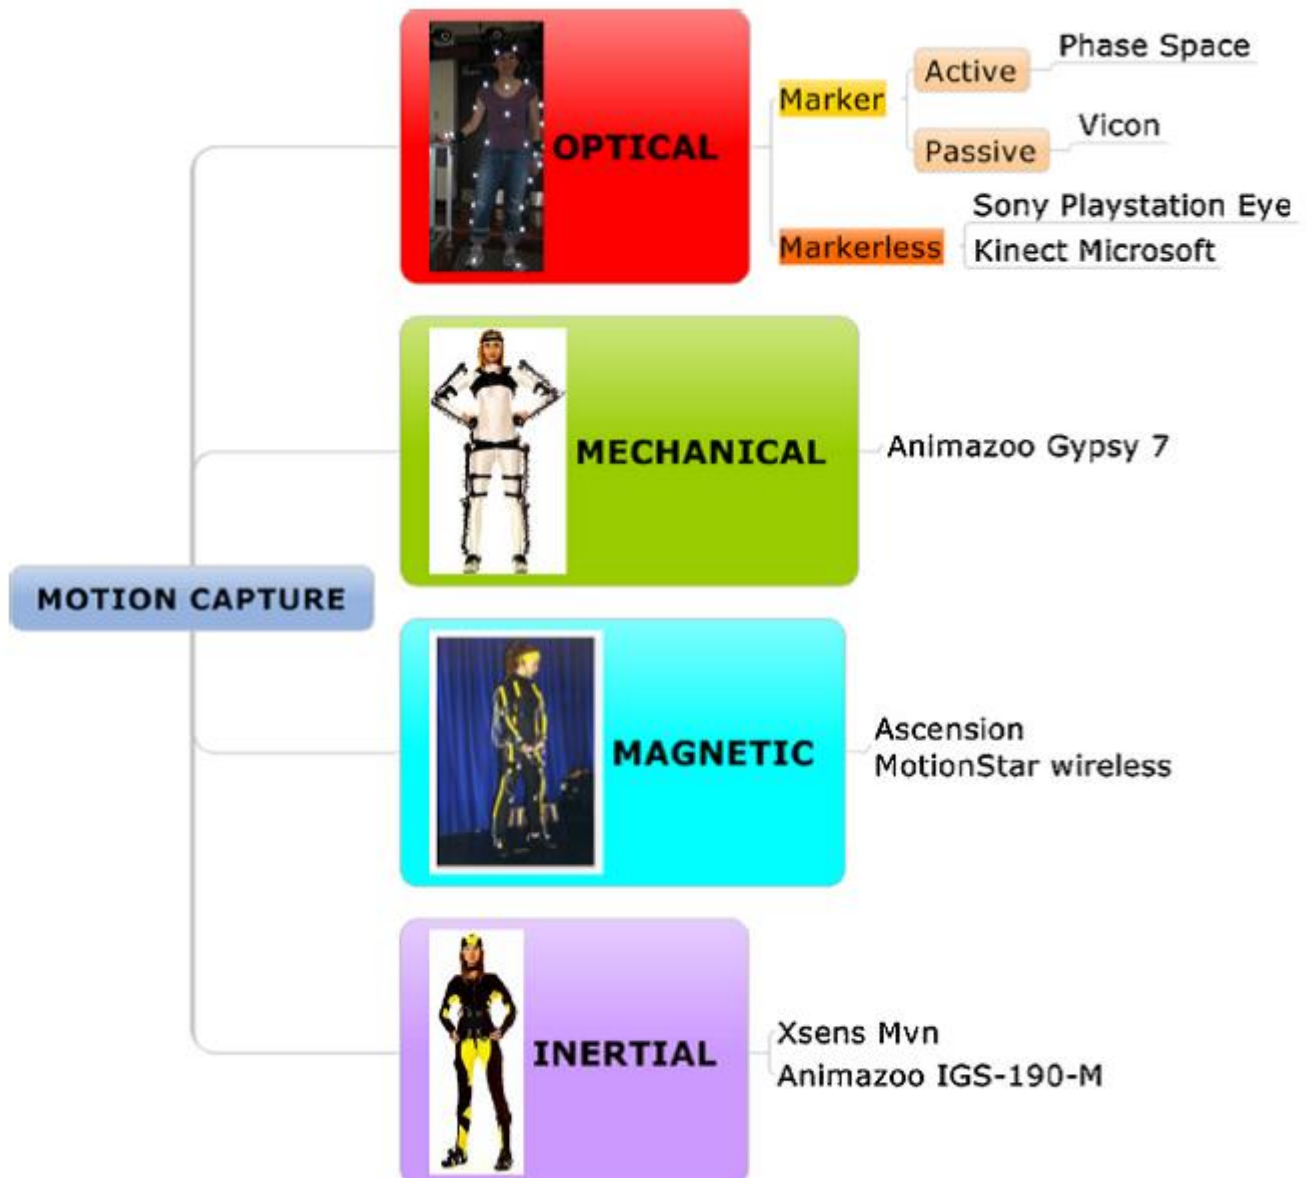 OPTICAL
Marker
Active
Phase Space
Passive
Vicon
Markerless
Sony Playstation Eye
Kinect Microsoft
MECHANICAL
Animazoo Gypsy 7
MOTION CAPTURE
MAGNETIC
Ascension
MotionStar wireless
INERTIAL
Xsens Mvn
Animazoo IGS-190-M